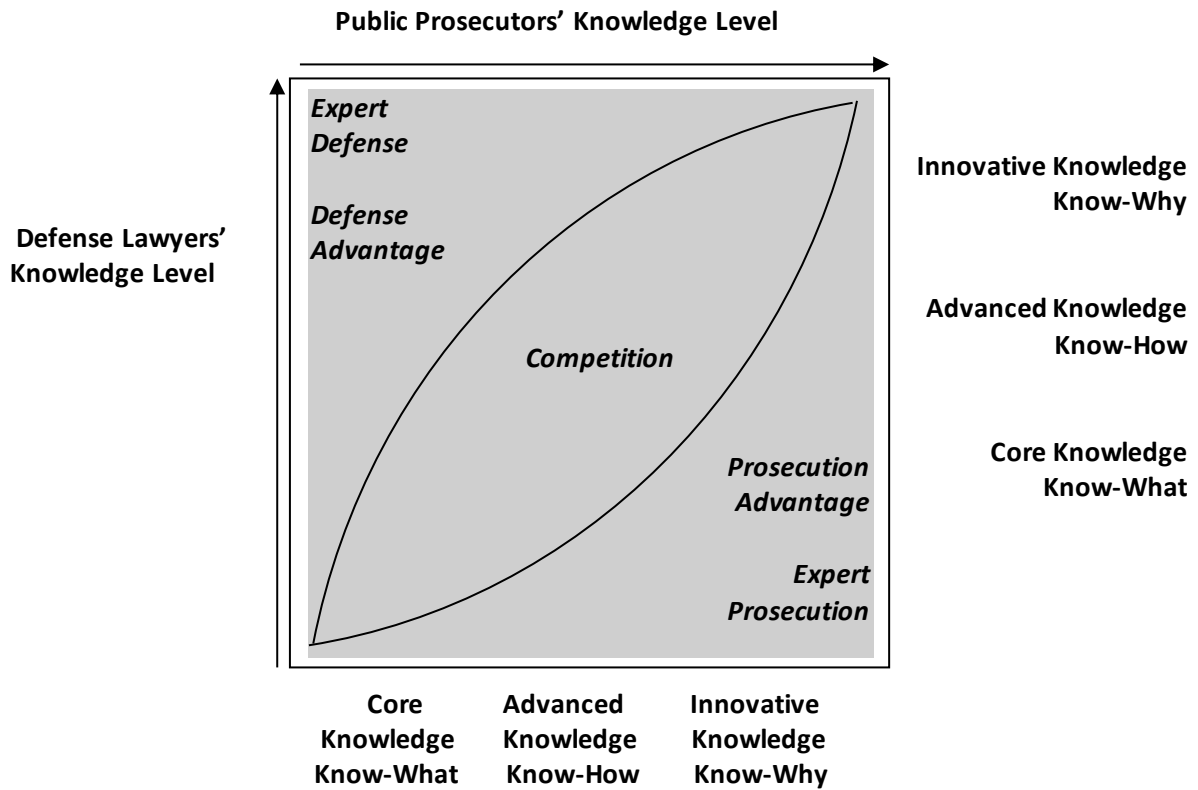 Public Prosecutors’ Knowledge Level
Expert
Defense
Defense
Advantage
Defense Lawyers’
Knowledge Level
Competition
Prosecution
Advantage
Expert
Prosecution
Innovative Knowledge
Know-Why
Advanced Knowledge
Know-How
Core Knowledge
Know-What
Core
Knowledge
Know-What
Advanced
Knowledge
Know-How
Innovative
Knowledge
Know-Why